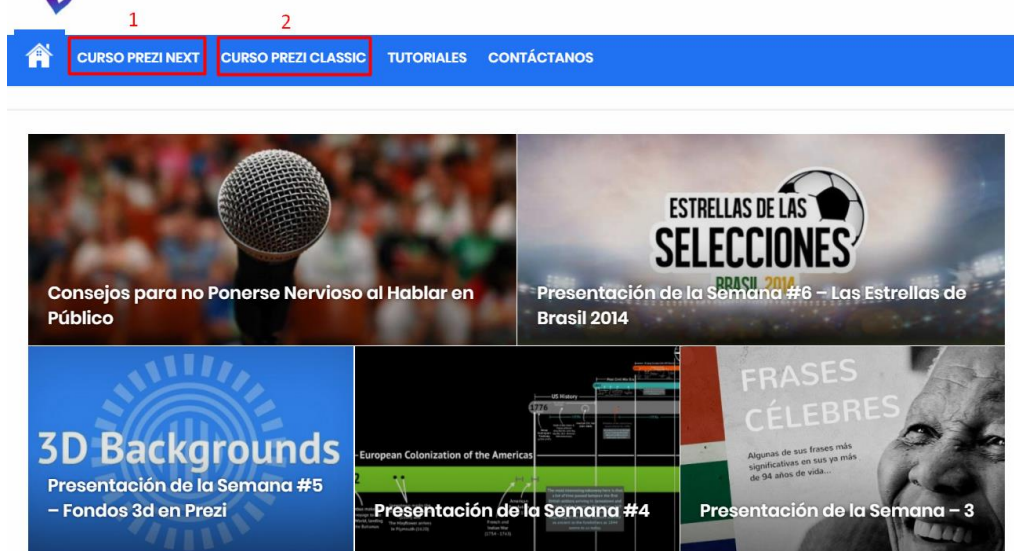 1
2
CURSO PREZI NEXT
CURSO PREZI CLASSIC
TUTORIALES
CONTÁCTANOS
Consejos para no Ponerse Nervioso al Hablar en
Público
ESTRELLAS DE LAS
SELECCIONES
BRASIL 2014
Presentación de la Semana #6 – Las Estrellas de
Brasil 2014
3D Backgrounds
Presentación de la Semana #5
– Fondos 3d en Prezi
US History
1776
European Colonization of the Americas
Presentación de la Semana #4
FRASES
CÉLEBRES
Algunas de sus frases más
significativas en sus ya más
de 94 años de vida...
Presentación de la Semana – 3